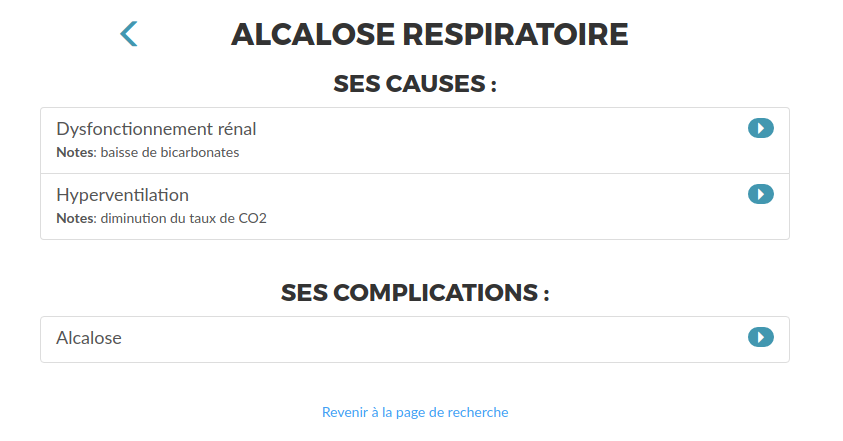 ALCALOSE RESPIRATOIRE
SES CAUSES :
Dysfonctionnement rénal
Notes: baisse de bicarbonates
Hyperventilation
Notes: diminution du taux de CO2
SES COMPLICATIONS :
Alcalose
Revenir à la page de recherche